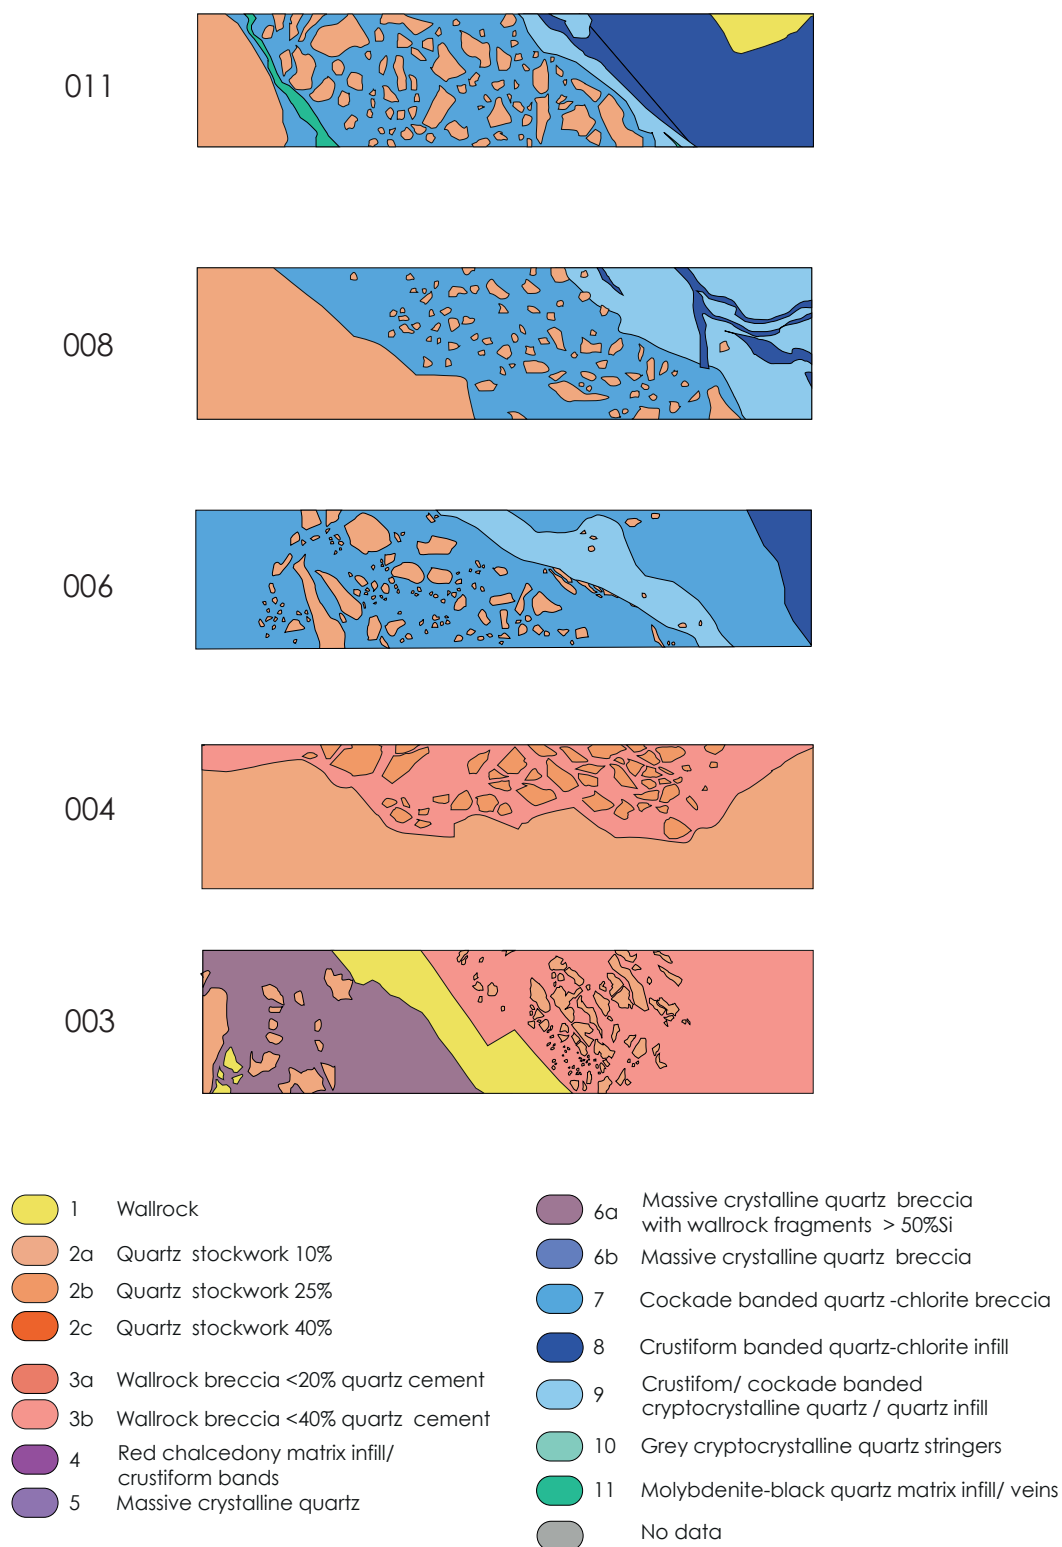 011
008
006
004
003
1 Wallrock
2a Quartz stockwork 10%
2b Quartz stockwork 25%
2c Quartz stockwork 40%
3a Wallrock breccia <20% quartz cement
3b Wallrock breccia <40% quartz cement
4 Red chalcedony matrix infill/
crustiform bands
5 Massive crystalline quartz
6a Massive crystalline quartz breccia
with wallrock fragments > 50%Si
6b Massive crystalline quartz breccia
7 Cockade banded quartz -chlorite breccia
8 Crustiform banded quartz-chlorite infill
9 Crustifom/ cockade banded
cryptocrystalline quartz / quartz infill
10 Grey cryptocrystalline quartz stringers
11 Molybdenite-black quartz matrix infill/ veins
No data